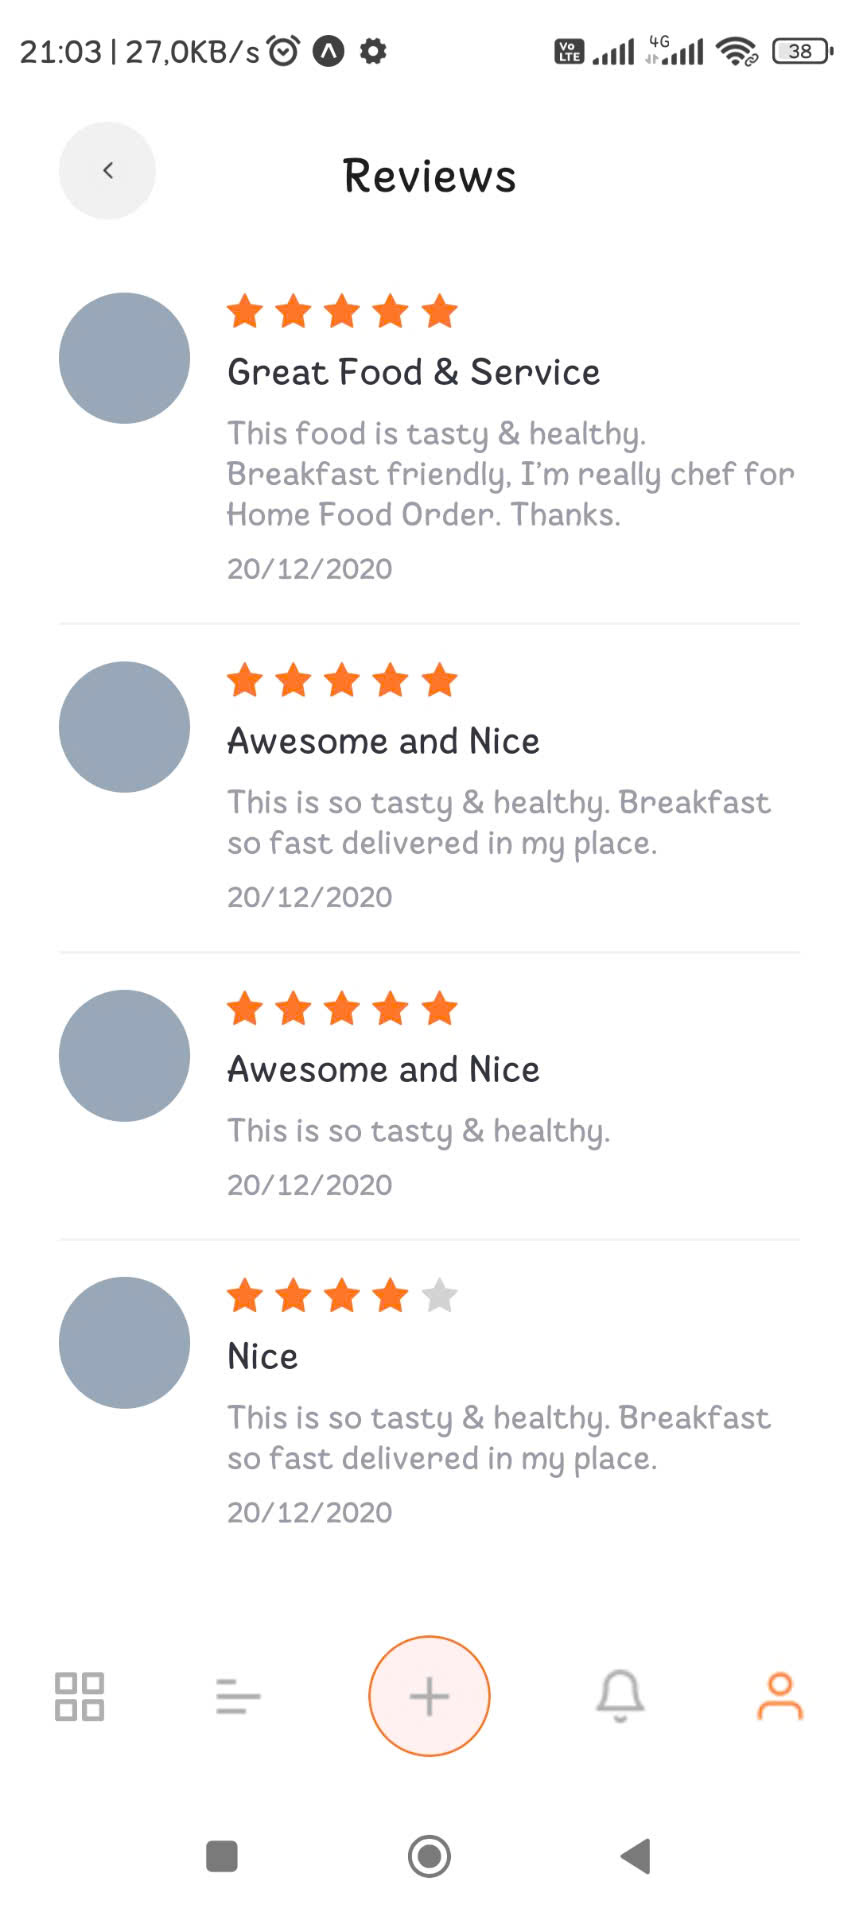 21:03 | 27,0KB/s Vo LTE 4G 38
Reviews
Great Food & Service
This food is tasty & healthy.
Breakfast friendly, I'm really chef for
Home Food Order. Thanks.
20/12/2020
Awesome and Nice
This is so tasty & healthy. Breakfast
so fast delivered in my place.
20/12/2020
Awesome and Nice
This is so tasty & healthy.
20/12/2020
Nice
This is so tasty & healthy. Breakfast
so fast delivered in my place.
20/12/2020